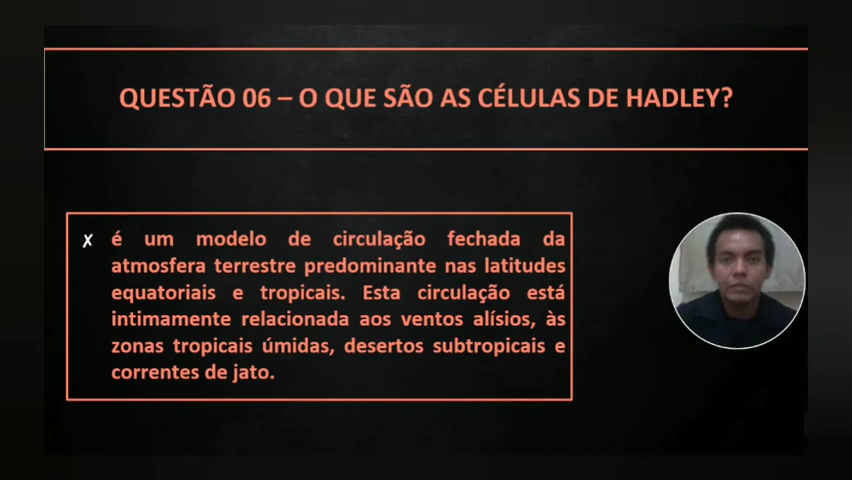 QUESTÃO 06 – O QUE SÃO AS CÉLULAS DE HADLEY?
✗ é um modelo de circulação fechada da
atmosfera terrestre predominante nas latitudes
equatoriais e tropicais. Esta circulação está
intimamente relacionada aos ventos alísios, às
zonas tropicais úmidas, desertos subtropicais e
correntes de jato.